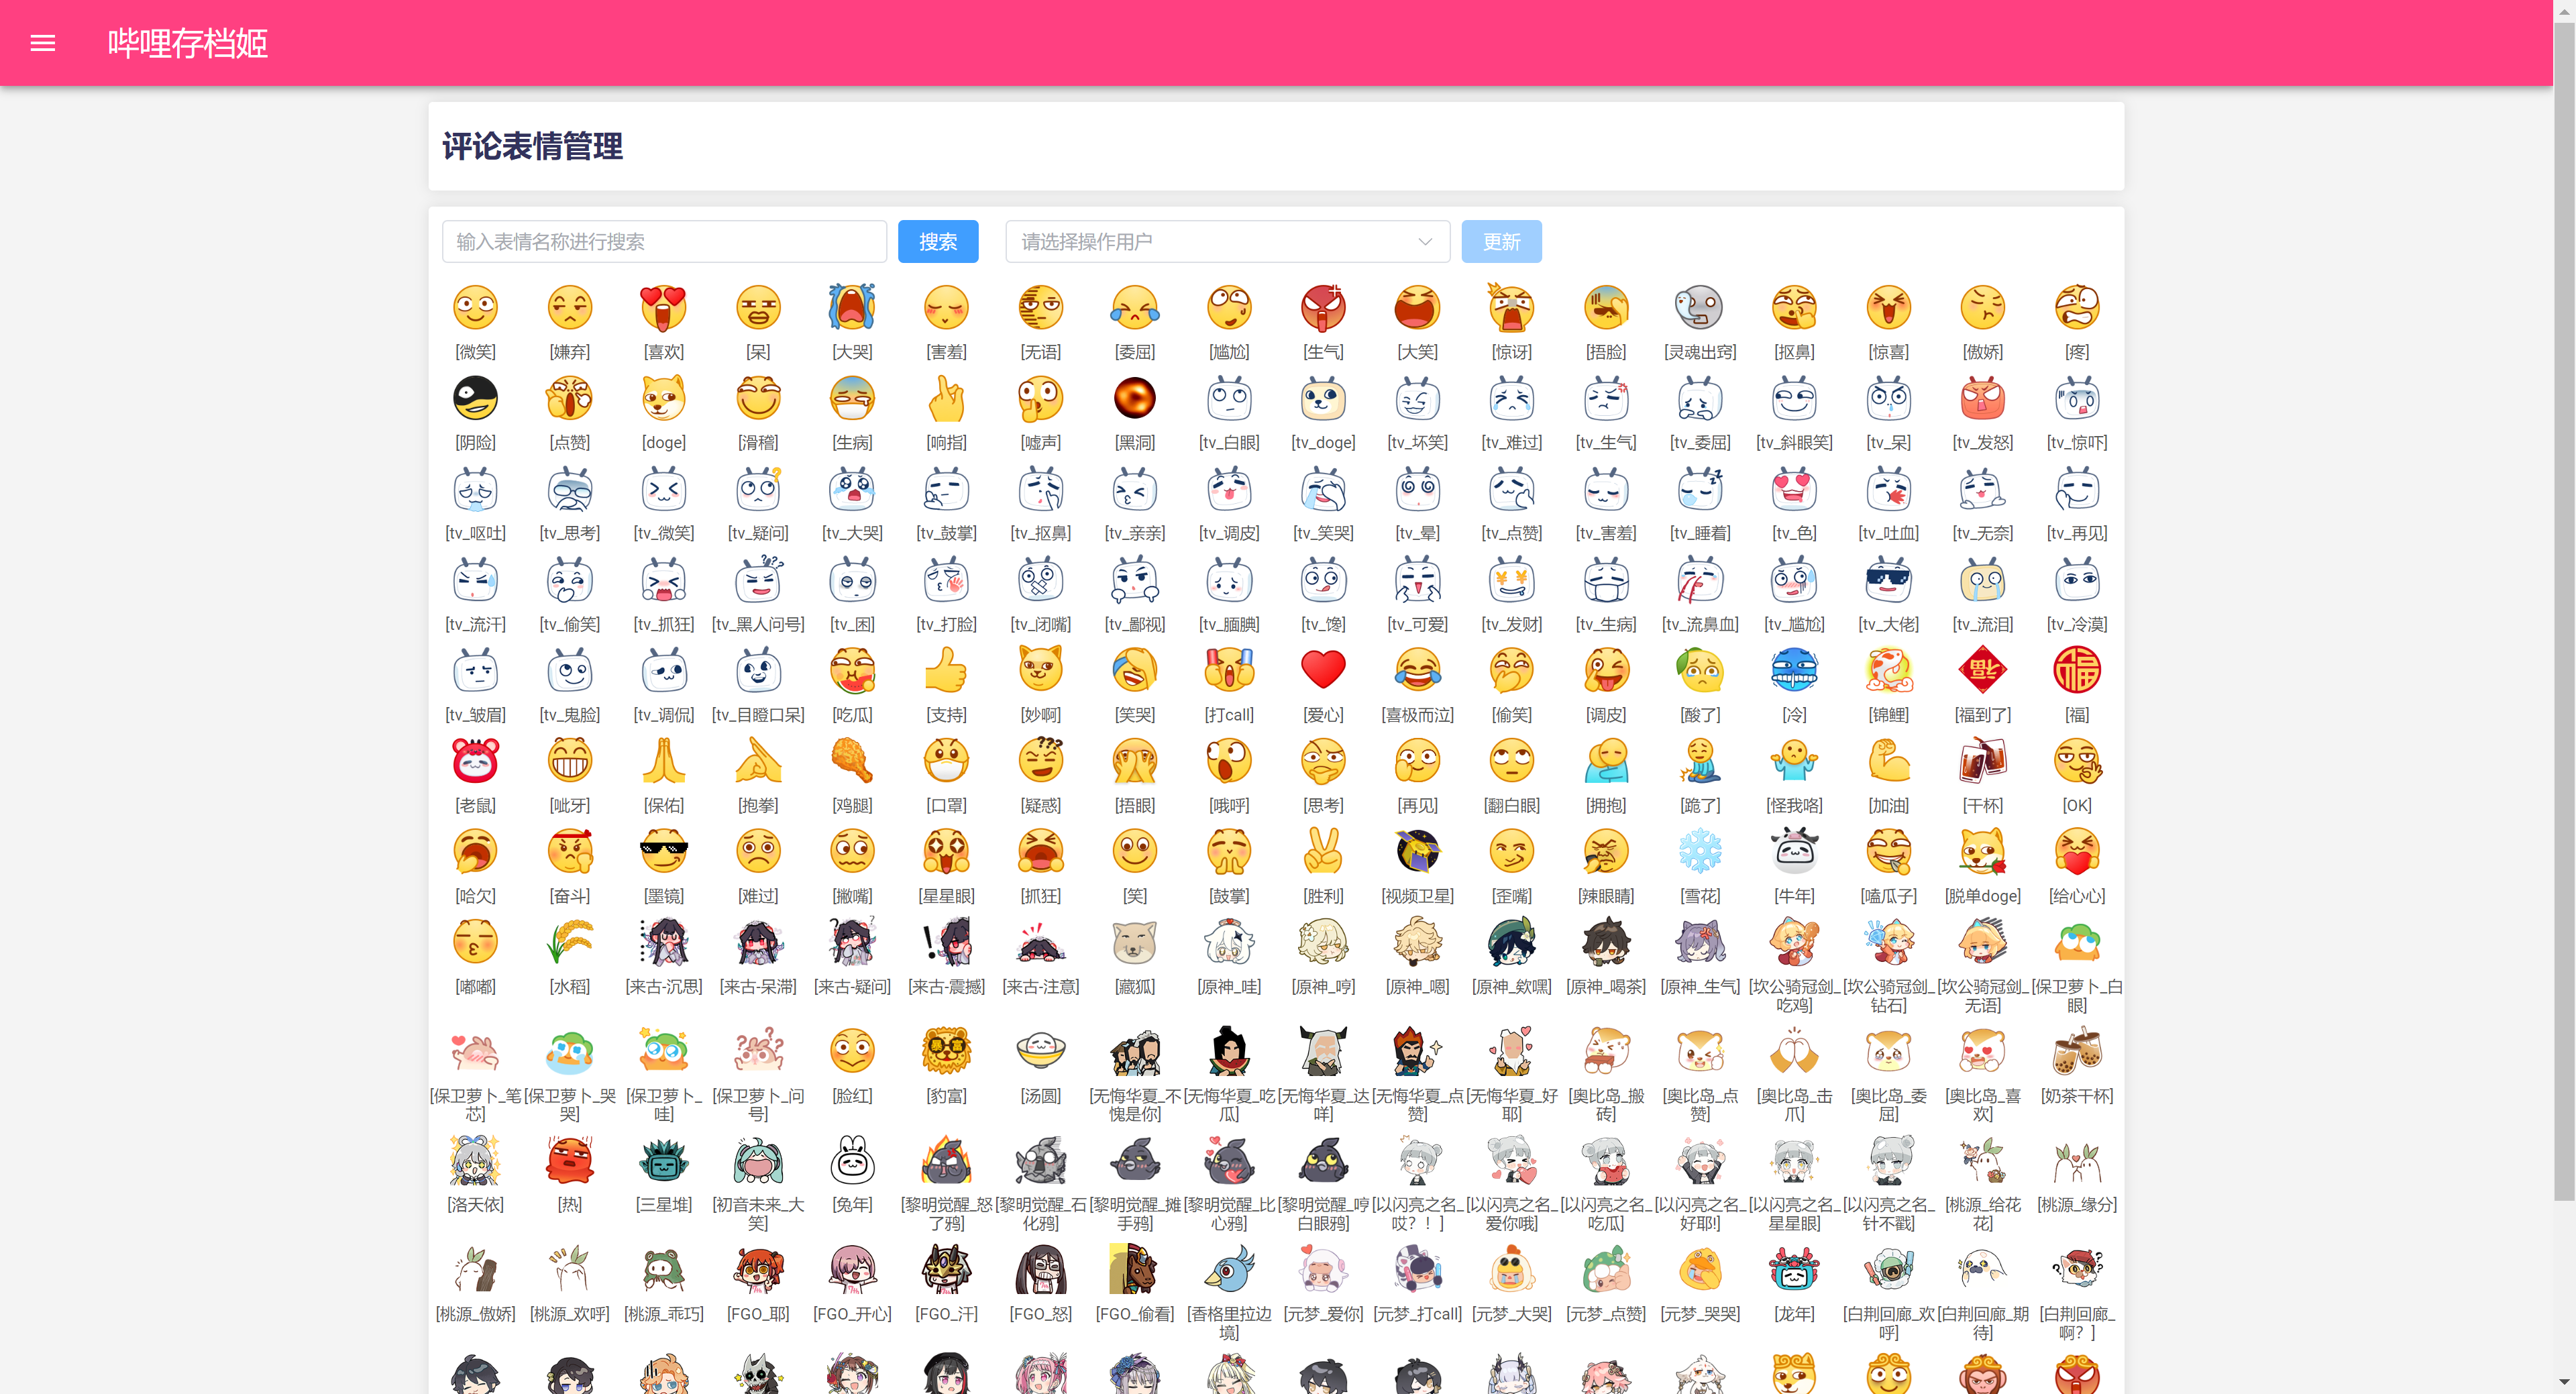 哔哩存档姬
评论表情管理
输入表情名称进行搜索 搜索 请选择操作用户 更新
[微笑] [嫌弃] [喜欢] [呆] [大哭] [害羞] [无语] [委屈] [尴尬] [生气] [大笑] [惊讶] [捂脸] [灵魂出窍] [抠鼻] [惊喜] [傲娇] [疼]
[阴险] [点赞] [doge] [滑稽] [生病] [响指] [嘘声] [黑洞] [tv_白眼] [tv_doge] [tv_坏笑] [tv_难过] [tv_生气] [tv_委屈] [tv_斜眼笑] [tv_呆] [tv_发怒] [tv_惊吓]
[tv_呕吐] [tv_思考] [tv_微笑] [tv_疑问] [tv_大哭] [tv_鼓掌] [tv_抠鼻] [tv_亲亲] [tv_调皮] [tv_笑哭] [tv_晕] [tv_点赞] [tv_害羞] [tv_睡着] [tv_色] [tv_吐血] [tv_无奈] [tv_再见]
[tv_流汗] [tv_偷笑] [tv_抓狂] [tv_黑人问号] [tv_困] [tv_打脸] [tv_闭嘴] [tv_鄙视] [tv_腼腆] [tv_馋] [tv_可爱] [tv_发财] [tv_生病] [tv_流鼻血] [tv_尴尬] [tv_大佬] [tv_流泪] [tv_冷漠]
[tv_皱眉] [tv_鬼脸] [tv_调侃] [tv_目瞪口呆] [吃瓜] [支持] [妙啊] [笑哭] [打call] [爱心] [喜极而泣] [偷笑] [调皮] [酸了] [冷] [锦鲤] [福到了] [福]
[老鼠] [呲牙] [保佑] [抱拳] [鸡腿] [口罩] [疑惑] [捂眼] [哦呼] [思考] [再见] [翻白眼] [拥抱] [跪了] [怪我咯] [加油] [干杯] [OK]
[哈欠] [奋斗] [墨镜] [难过] [撇嘴] [星星眼] [抓狂] [笑] [鼓掌] [胜利] [视频卫星] [歪嘴] [辣眼睛] [雪花] [牛年] [嗑瓜子] [脱单doge] [给心心]
[嘟嘟] [水稻] [来古-沉思] [来古-呆滞] [来古-疑问] [来古-震撼] [来古-注意] [藏狐] [原神_哇] [原神_哼] [原神_嗯] [原神_欸嘿] [原神_喝茶] [原神_生气] [坎公骑冠剑_ [坎公骑冠剑_ [坎公骑冠剑_ [保卫萝卜_白
吃鸡] 钻石] 无语] 眼]
[保卫萝卜_笔 [保卫萝卜_哭 [保卫萝卜_ [保卫萝卜_问 [脸红] [豹富] [汤圆] [无悔华夏_不 [无悔华夏_吃 [无悔华夏_达 [无悔华夏_点 [无悔华夏_好 [奥比岛_搬 [奥比岛_点 [奥比岛_击 [奥比岛_委 [奥比岛_喜 [奶茶干杯]
芯] 哭] 哇] 号] 愧是你] 瓜] 咩] 赞] 耶] 砖] 赞] 爪] 屈] 欢]
[洛天依] [热] [三星堆] [初音未来_大 [兔年] [黎明觉醒_怒 [黎明觉醒_石 [黎明觉醒_摊 [黎明觉醒_比 [黎明觉醒_哼 [以闪亮之名_ [以闪亮之名_ [以闪亮之名_ [以闪亮之名_ [以闪亮之名_ [以闪亮之名_ [桃源_给花 [桃源_缘分]
笑] 了鸦] 化鸦] 手鸦] 心鸦] 白眼鸦] 哎？！] 爱你哦] 吃瓜] 好耶!] 星星眼] 针不戳] 花]
[桃源_傲娇] [桃源_欢呼] [桃源_乖巧] [FGO_耶] [FGO_开心] [FGO_汗] [FGO_怒] [FGO_偷看] [香格里拉边 [元梦_爱你] [元梦_打call] [元梦_大哭] [元梦_点赞] [元梦_哭哭] [龙年] [白荆回廊_欢 [白荆回廊_期 [白荆回廊_
境] 呼] 待] 啊？]